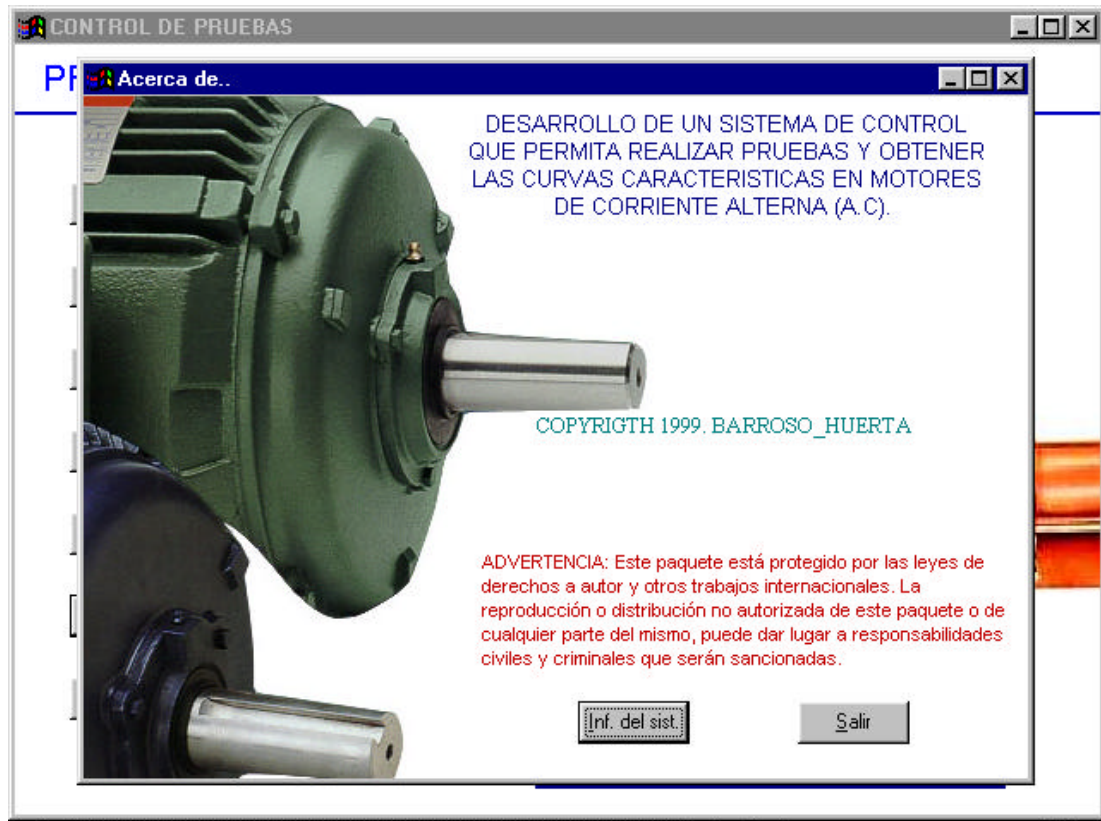 CONTROL DE PRUEBAS
Acerca de..
DESARROLLO DE UN SISTEMA DE CONTROL
QUE PERMITA REALIZAR PRUEBAS Y OBTENER
LAS CURVAS CARACTERISTICAS EN MOTORES
DE CORRIENTE ALTERNA (A.C).
COPYRIGTH 1999. BARROSO_HUERTA
ADVERTENCIA: Este paquete está protegido por las leyes de
derechos a autor y otros trabajos internacionales. La
reproducción o distribución no autorizada de este paquete o de
cualquier parte del mismo, puede dar lugar a responsabilidades
civiles y criminales que serán sancionadas.
Inf. del sist.
Salir